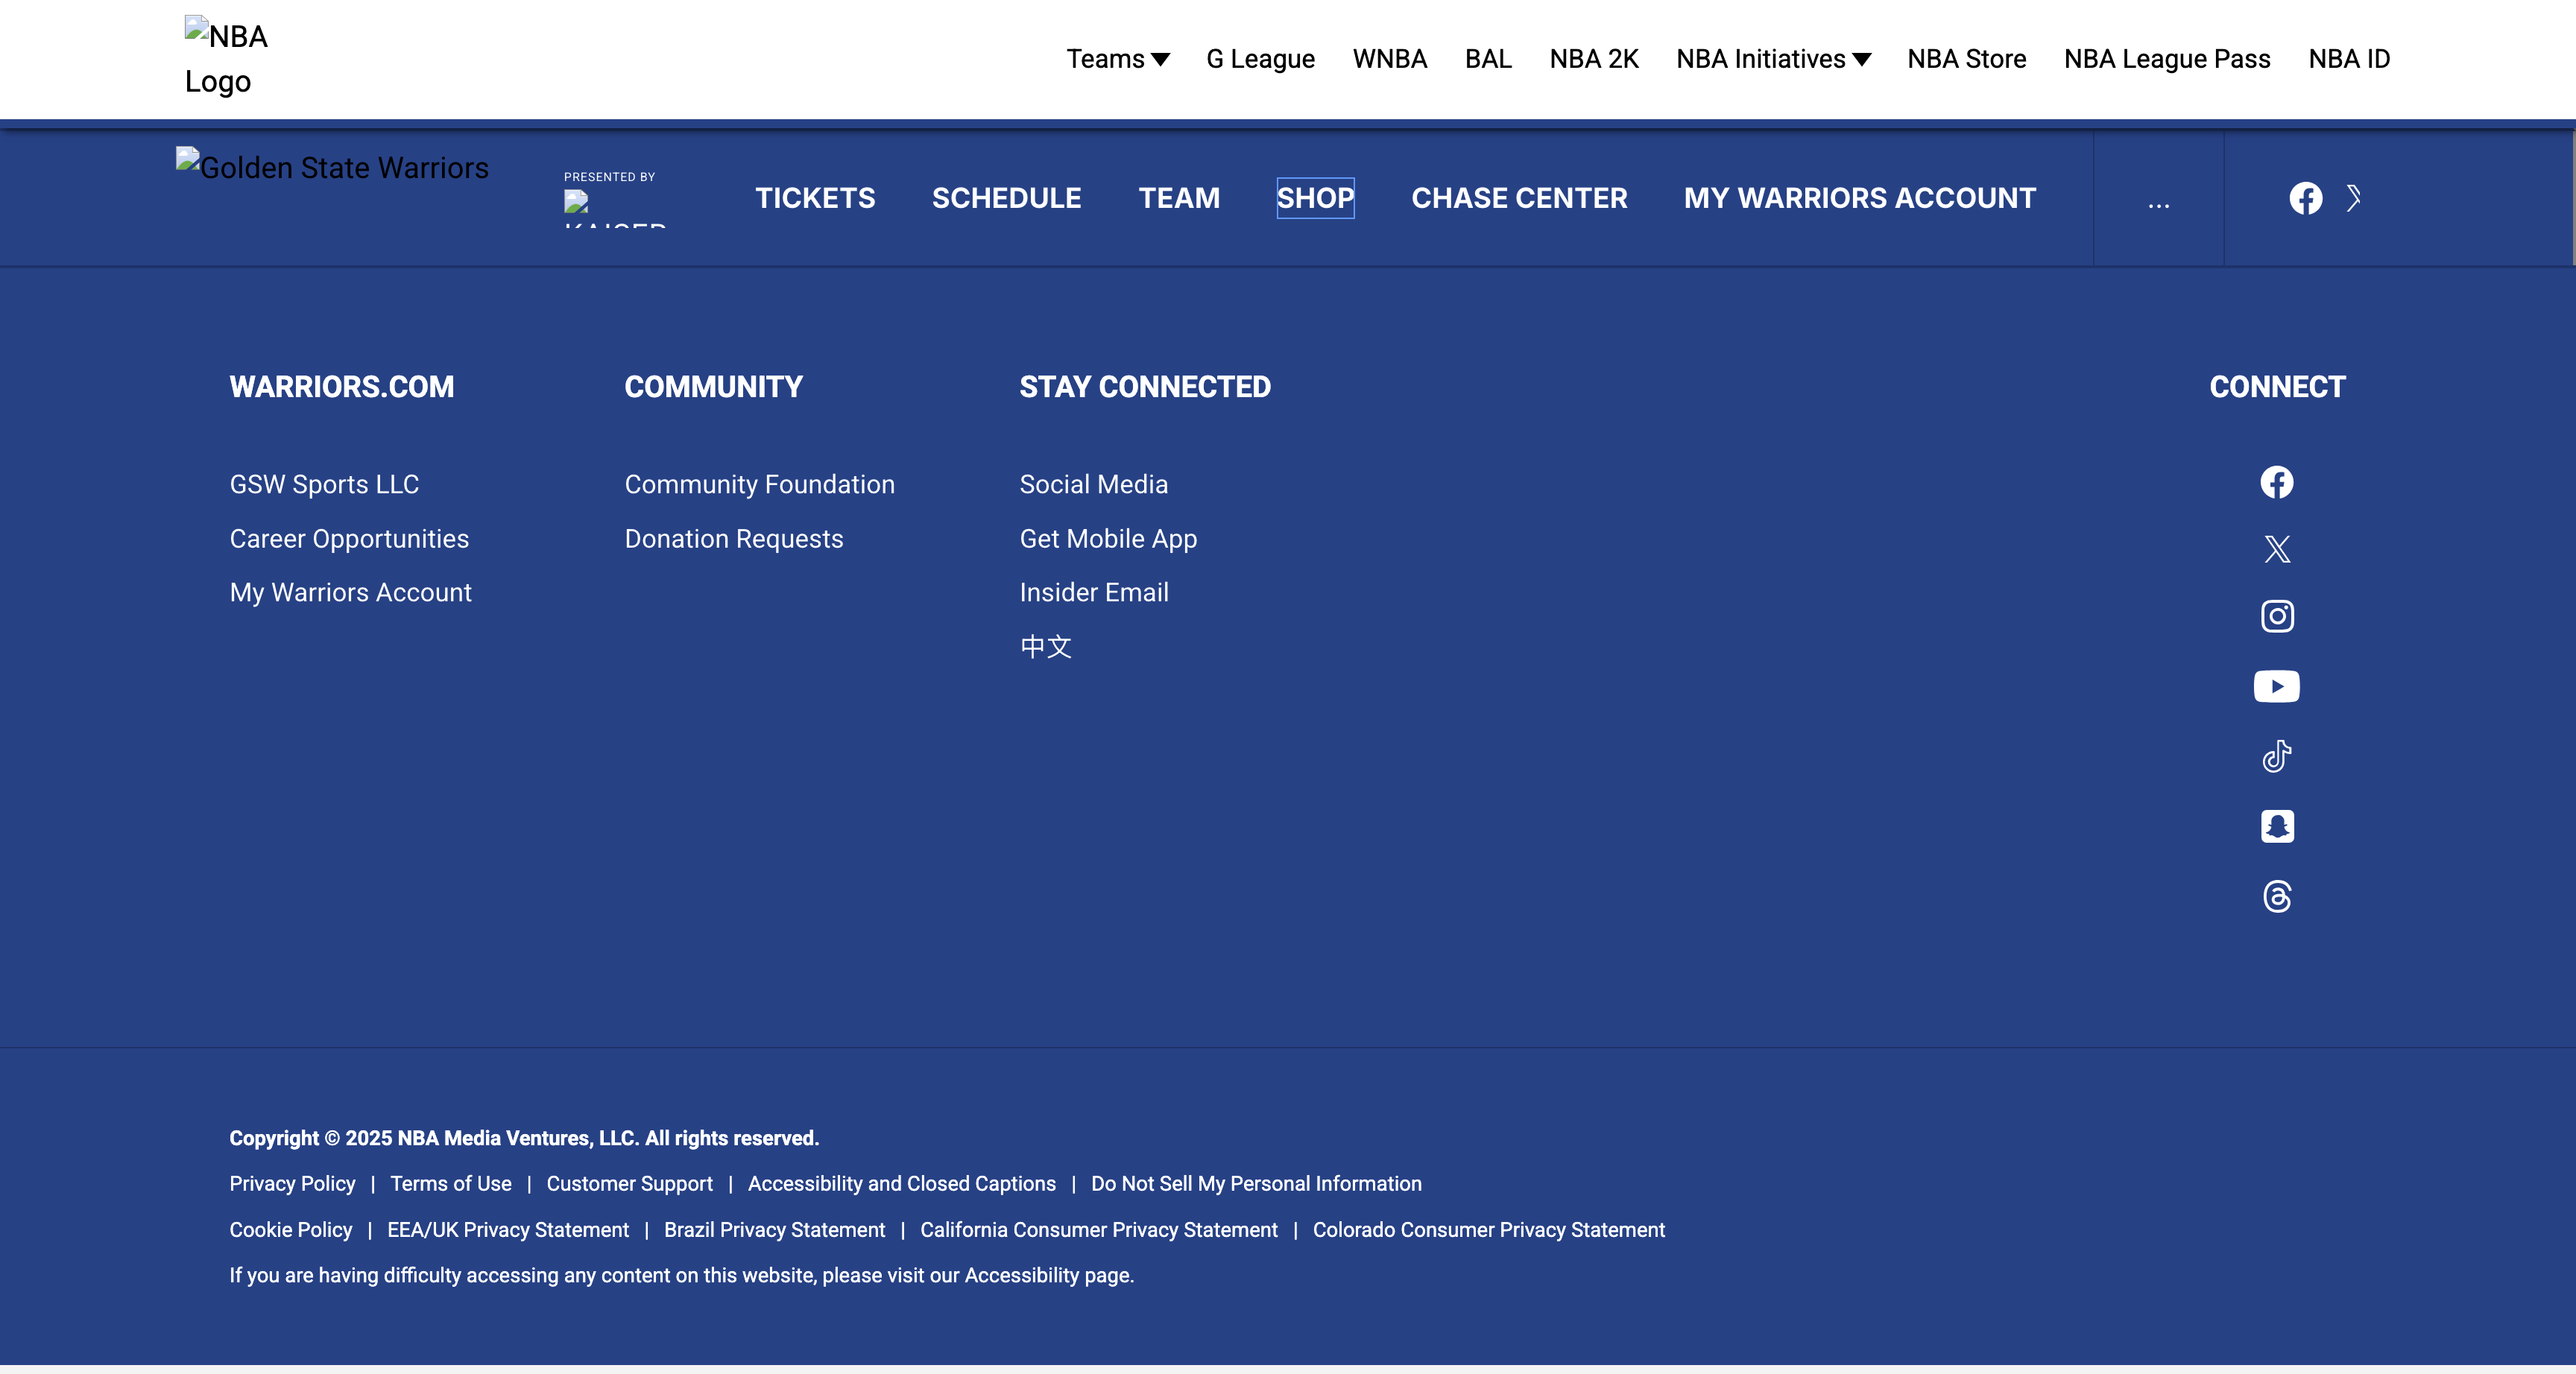 NBA Logo
Teams G League WNBA BAL NBA 2K NBA Initiatives NBA Store NBA League Pass NBA ID
Golden State Warriors
PRESENTED BY
TICKETS SCHEDULE TEAM SHOP CHASE CENTER MY WARRIORS ACCOUNT ...
WARRIORS.COM
GSW Sports LLC
Career Opportunities
My Warriors Account
COMMUNITY
Community Foundation
Donation Requests
STAY CONNECTED
Social Media
Get Mobile App
Insider Email
中文
CONNECT
Copyright © 2025 NBA Media Ventures, LLC. All rights reserved.
Privacy Policy | Terms of Use | Customer Support | Accessibility and Closed Captions | Do Not Sell My Personal Information
Cookie Policy | EEA/UK Privacy Statement | Brazil Privacy Statement | California Consumer Privacy Statement | Colorado Consumer Privacy Statement
If you are having difficulty accessing any content on this website, please visit our Accessibility page.